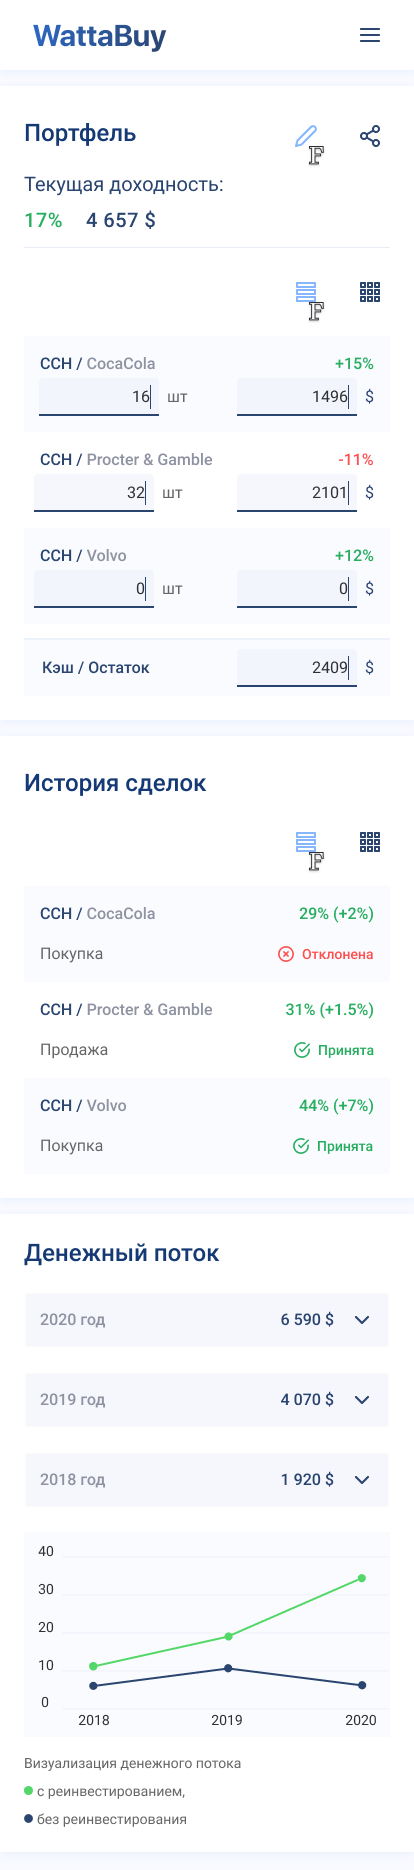 WattaBuy
Портфель
F
Текущая доходность:
17% 4 657 $
F
CCH / CocaCola +15%
16 шт 1496 $
CCH / Procter & Gamble -11%
32 шт 2101 $
CCH / Volvo +12%
0 шт 0 $
Кэш / Остаток 2409 $
История сделок
F
CCH / CocaCola 29% (+2%)
Покупка Отклонена
CCH / Procter & Gamble 31% (+1.5%)
Продажа Принята
CCH / Volvo 44% (+7%)
Покупка Принята
Денежный поток
2020 год 6 590 $
2019 год 4 070 $
2018 год 1 920 $
40
30
20
10
0
2018 2019 2020
Визуализация денежного потока
с реинвестированием,
без реинвестирования